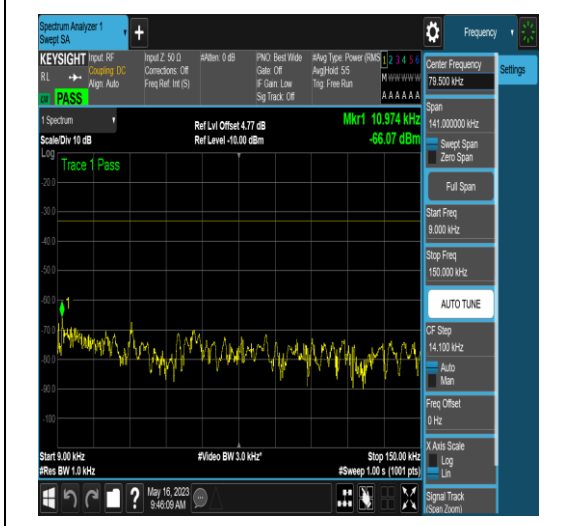 Spectrum Analyzer 1
Swept SA
+
Frequency
KEYSIGHT
RL
PASS
Input: RF
Coupling: DC
Align: Auto
Input Z: 50 Ω
Corrections: Off
Freq Ref: Int (S)
#Atten: 0 dB
PNO: Best Wide
Gate: Off
IF Gain: Low
Sig Track: Off
#Avg Type: Power (RMS
Avg|Hold: 5/5
Trig: Free Run
1 2 3 4 5 6
M W W W W W
A A A A A A
1 Spectrum
Scale/Div 10 dB
Ref Lvl Offset 4.77 dB
Ref Level -10.00 dBm
Mkr1 10.974 kHz
-66.07 dBm
Log
Trace 1 Pass
-20.0
-30.0
-40.0
-50.0
-60.0
1
-70.0
-80.0
-90.0
-100
Start 9.00 kHz
#Res BW 1.0 kHz
#Video BW 3.0 kHz*
Stop 150.00 kHz
#Sweep 1.00 s (1001 pts)
?
May 16, 2023
9:46:09 AM
Center Frequency
79.500 kHz
Settings
Span
141.000000 kHz
Swept Span
Zero Span
Full Span
Start Freq
9.000 kHz
Stop Freq
150.000 kHz
AUTO TUNE
CF Step
14.100 kHz
Auto
Man
Freq Offset
0 Hz
X Axis Scale
Log
Lin
Signal Track
(Span Zoom)